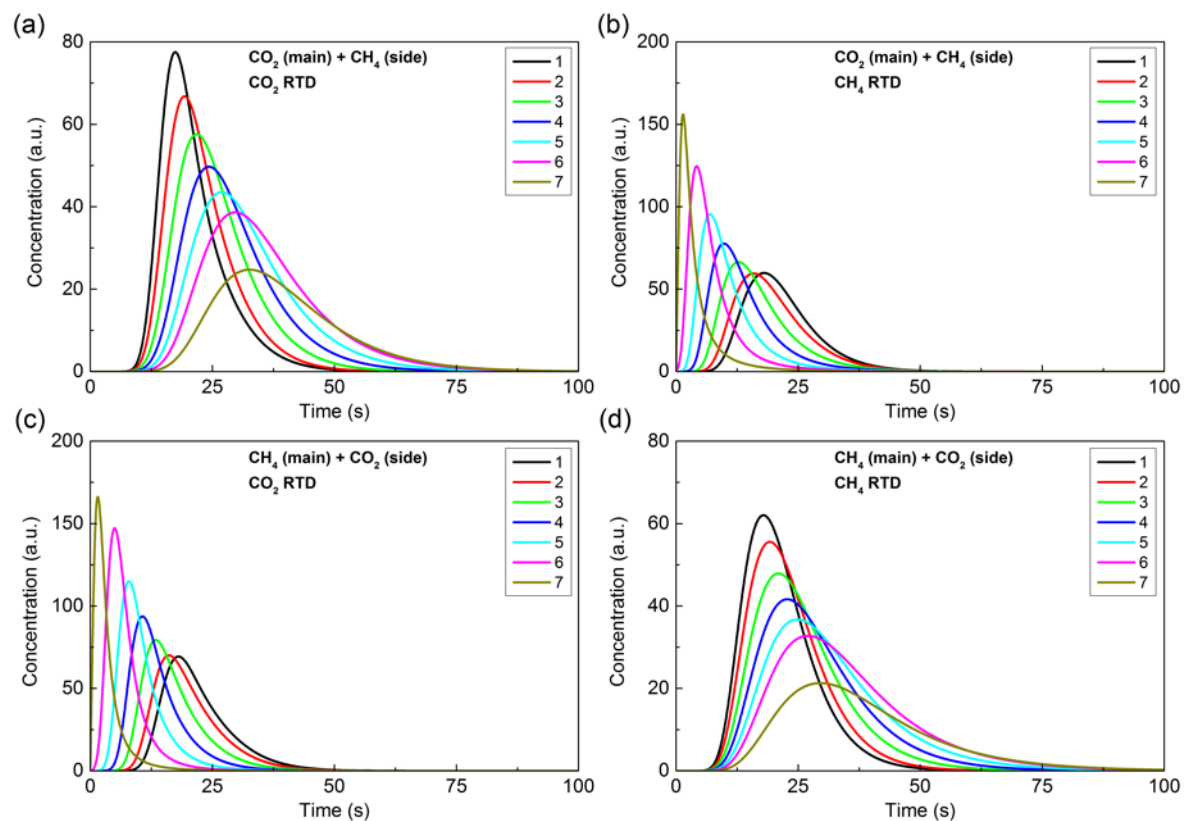 (a)
CO₂ (main) + CH₄ (side)
CO₂ RTD
1
2
3
4
5
6
7
80
60
40
20
0
0 25 50 75 100
Concentration (a.u.)
Time (s)
(b)
CO₂ (main) + CH₄ (side)
CH₄ RTD
1
2
3
4
5
6
7
200
150
100
50
0
0 25 50 75 100
Concentration (a.u.)
Time (s)
(c)
CH₄ (main) + CO₂ (side)
CO₂ RTD
1
2
3
4
5
6
7
200
150
100
50
0
0 25 50 75 100
Concentration (a.u.)
Time (s)
(d)
CH₄ (main) + CO₂ (side)
CH₄ RTD
1
2
3
4
5
6
7
80
60
40
20
0
0 25 50 75 100
Concentration (a.u.)
Time (s)